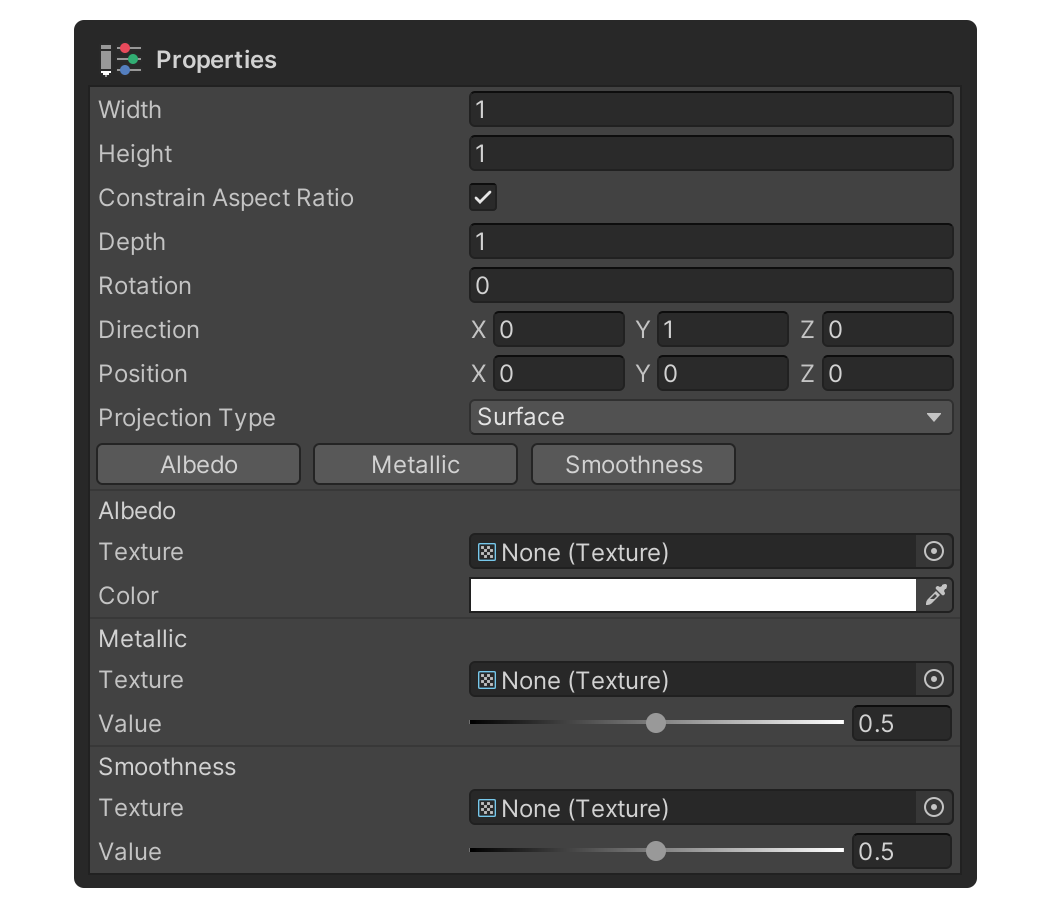 Properties
Width 1
Height 1
Constrain Aspect Ratio
Depth 1
Rotation 0
Direction X 0 Y 1 Z 0
Position X 0 Y 0 Z 0
Projection Type Surface
Albedo Metallic Smoothness
Albedo
Texture None (Texture)
Color
Metallic
Texture None (Texture)
Value 0.5
Smoothness
Texture None (Texture)
Value 0.5